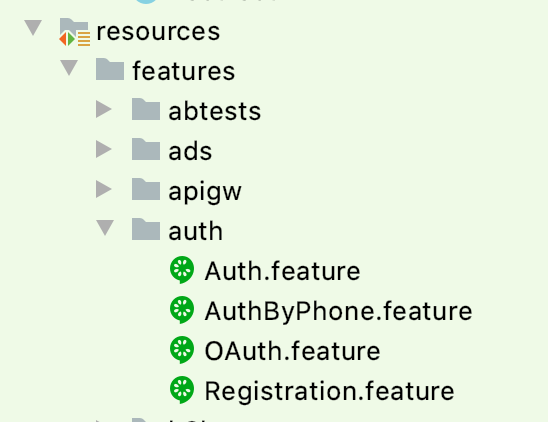 resources
features
abtests
ads
apigw
auth
Auth.feature
AuthByPhone.feature
OAuth.feature
Registration.feature